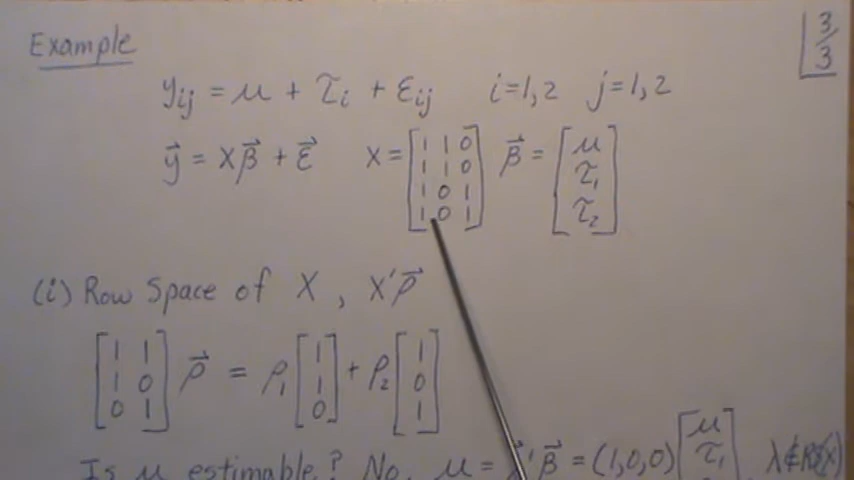 Example
3/3
yij = μ + τi + εij i=1,2 j=1,2
y⃗ = Xβ⃗ + ε⃗ X = [1 1 0; 1 1 0; 1 0 1; 1 0 1] β⃗ = [μ; τ1; τ2]
(i) Row Space of X, X'ρ⃗
[1 1; 1 0; 0 1] ρ⃗ = ρ1 [1; 1; 0] + ρ2 [1; 0; 1]
Is μ estimable? No, μ = 'β⃗ = (1,0,0) [μ; τ1 λ∉RS(X)